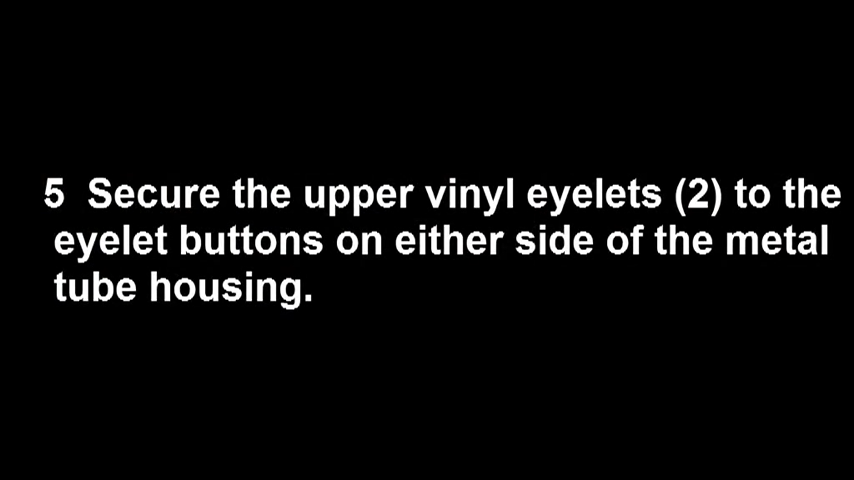 5  Secure the upper vinyl eyelets (2) to the
eyelet buttons on either side of the metal
tube housing.